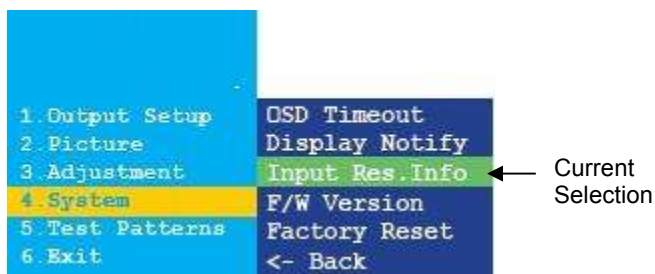 1.Output Setup
2.Picture
3.Adjustment
4.System
5.Test Patterns
6.Exit
OSD Timeout
Display Notify
Input Res.Info
F/W Version
Factory Reset
<- Back
Current
Selection